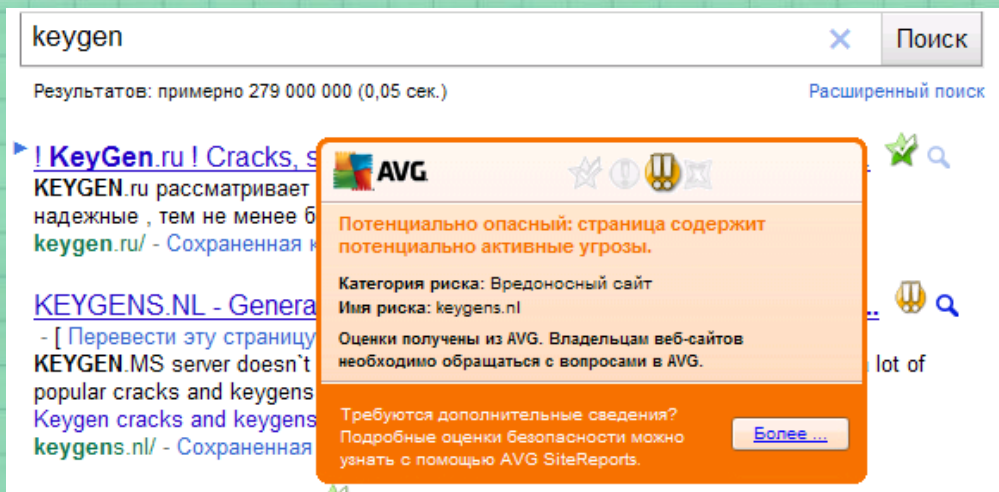 keygen
Поиск
Результатов: примерно 279 000 000 (0,05 сек.)
Расширенный поиск
! KeyGen.ru ! Cracks, s
KEYGEN.ru рассматривает
надежные , тем не менее б
keygen.ru/ - Сохраненная к
AVG
Потенциально опасный: страница содержит
потенциально активные угрозы.
Категория риска: Вредоносный сайт
Имя риска: keygens.nl
Оценки получены из AVG. Владельцам веб-сайтов
необходимо обращаться с вопросами в AVG.
Требуются дополнительные сведения?
Подробные оценки безопасности можно
узнать с помощью AVG SiteReports.
Более ...
KEYGENS.NL - Genera
...
- [ Перевести эту страницу
KEYGEN.MS server doesn`t
lot of
popular cracks and keygens
Keygen cracks and keygens
keygens.nl/ - Сохраненная